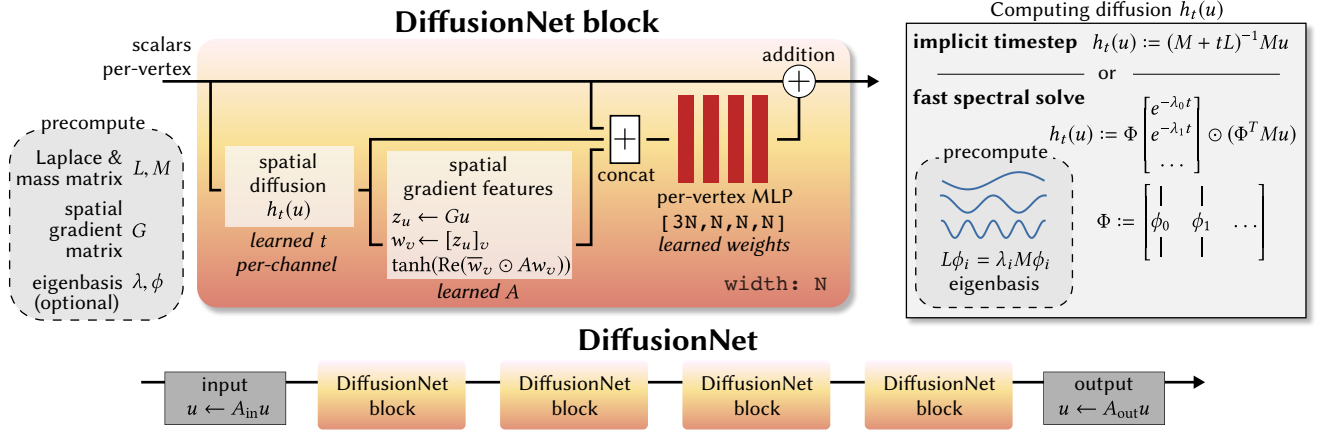 DiffusionNet block
scalars
per-vertex
addition
precompute
Laplace &
mass matrix L, M
spatial
gradient G
matrix
eigenbasis λ, ϕ
(optional)
spatial
diffusion
h_t(u)
learned t
per-channel
spatial
gradient features
z_u ← Gu
w_v ← [z_u]_v
tanh(Re(w̅_v ⊙ Aw_v))
learned A
+
concat
+
per-vertex MLP
[3N,N,N,N]
learned weights
width: N
Computing diffusion h_t(u)
implicit timestep h_t(u) := (M + tL)^{-1}Mu
or
fast spectral solve
h_t(u) := Φ [e^{-λ_0 t} e^{-λ_1 t} ...] ⊙ (Φ^T Mu)
precompute
Lϕ_i = λ_i Mϕ_i
eigenbasis
Φ := [ϕ_0 ϕ_1 ...]
DiffusionNet
input
u ← A_in u
DiffusionNet
block
DiffusionNet
block
DiffusionNet
block
DiffusionNet
block
output
u ← A_out u